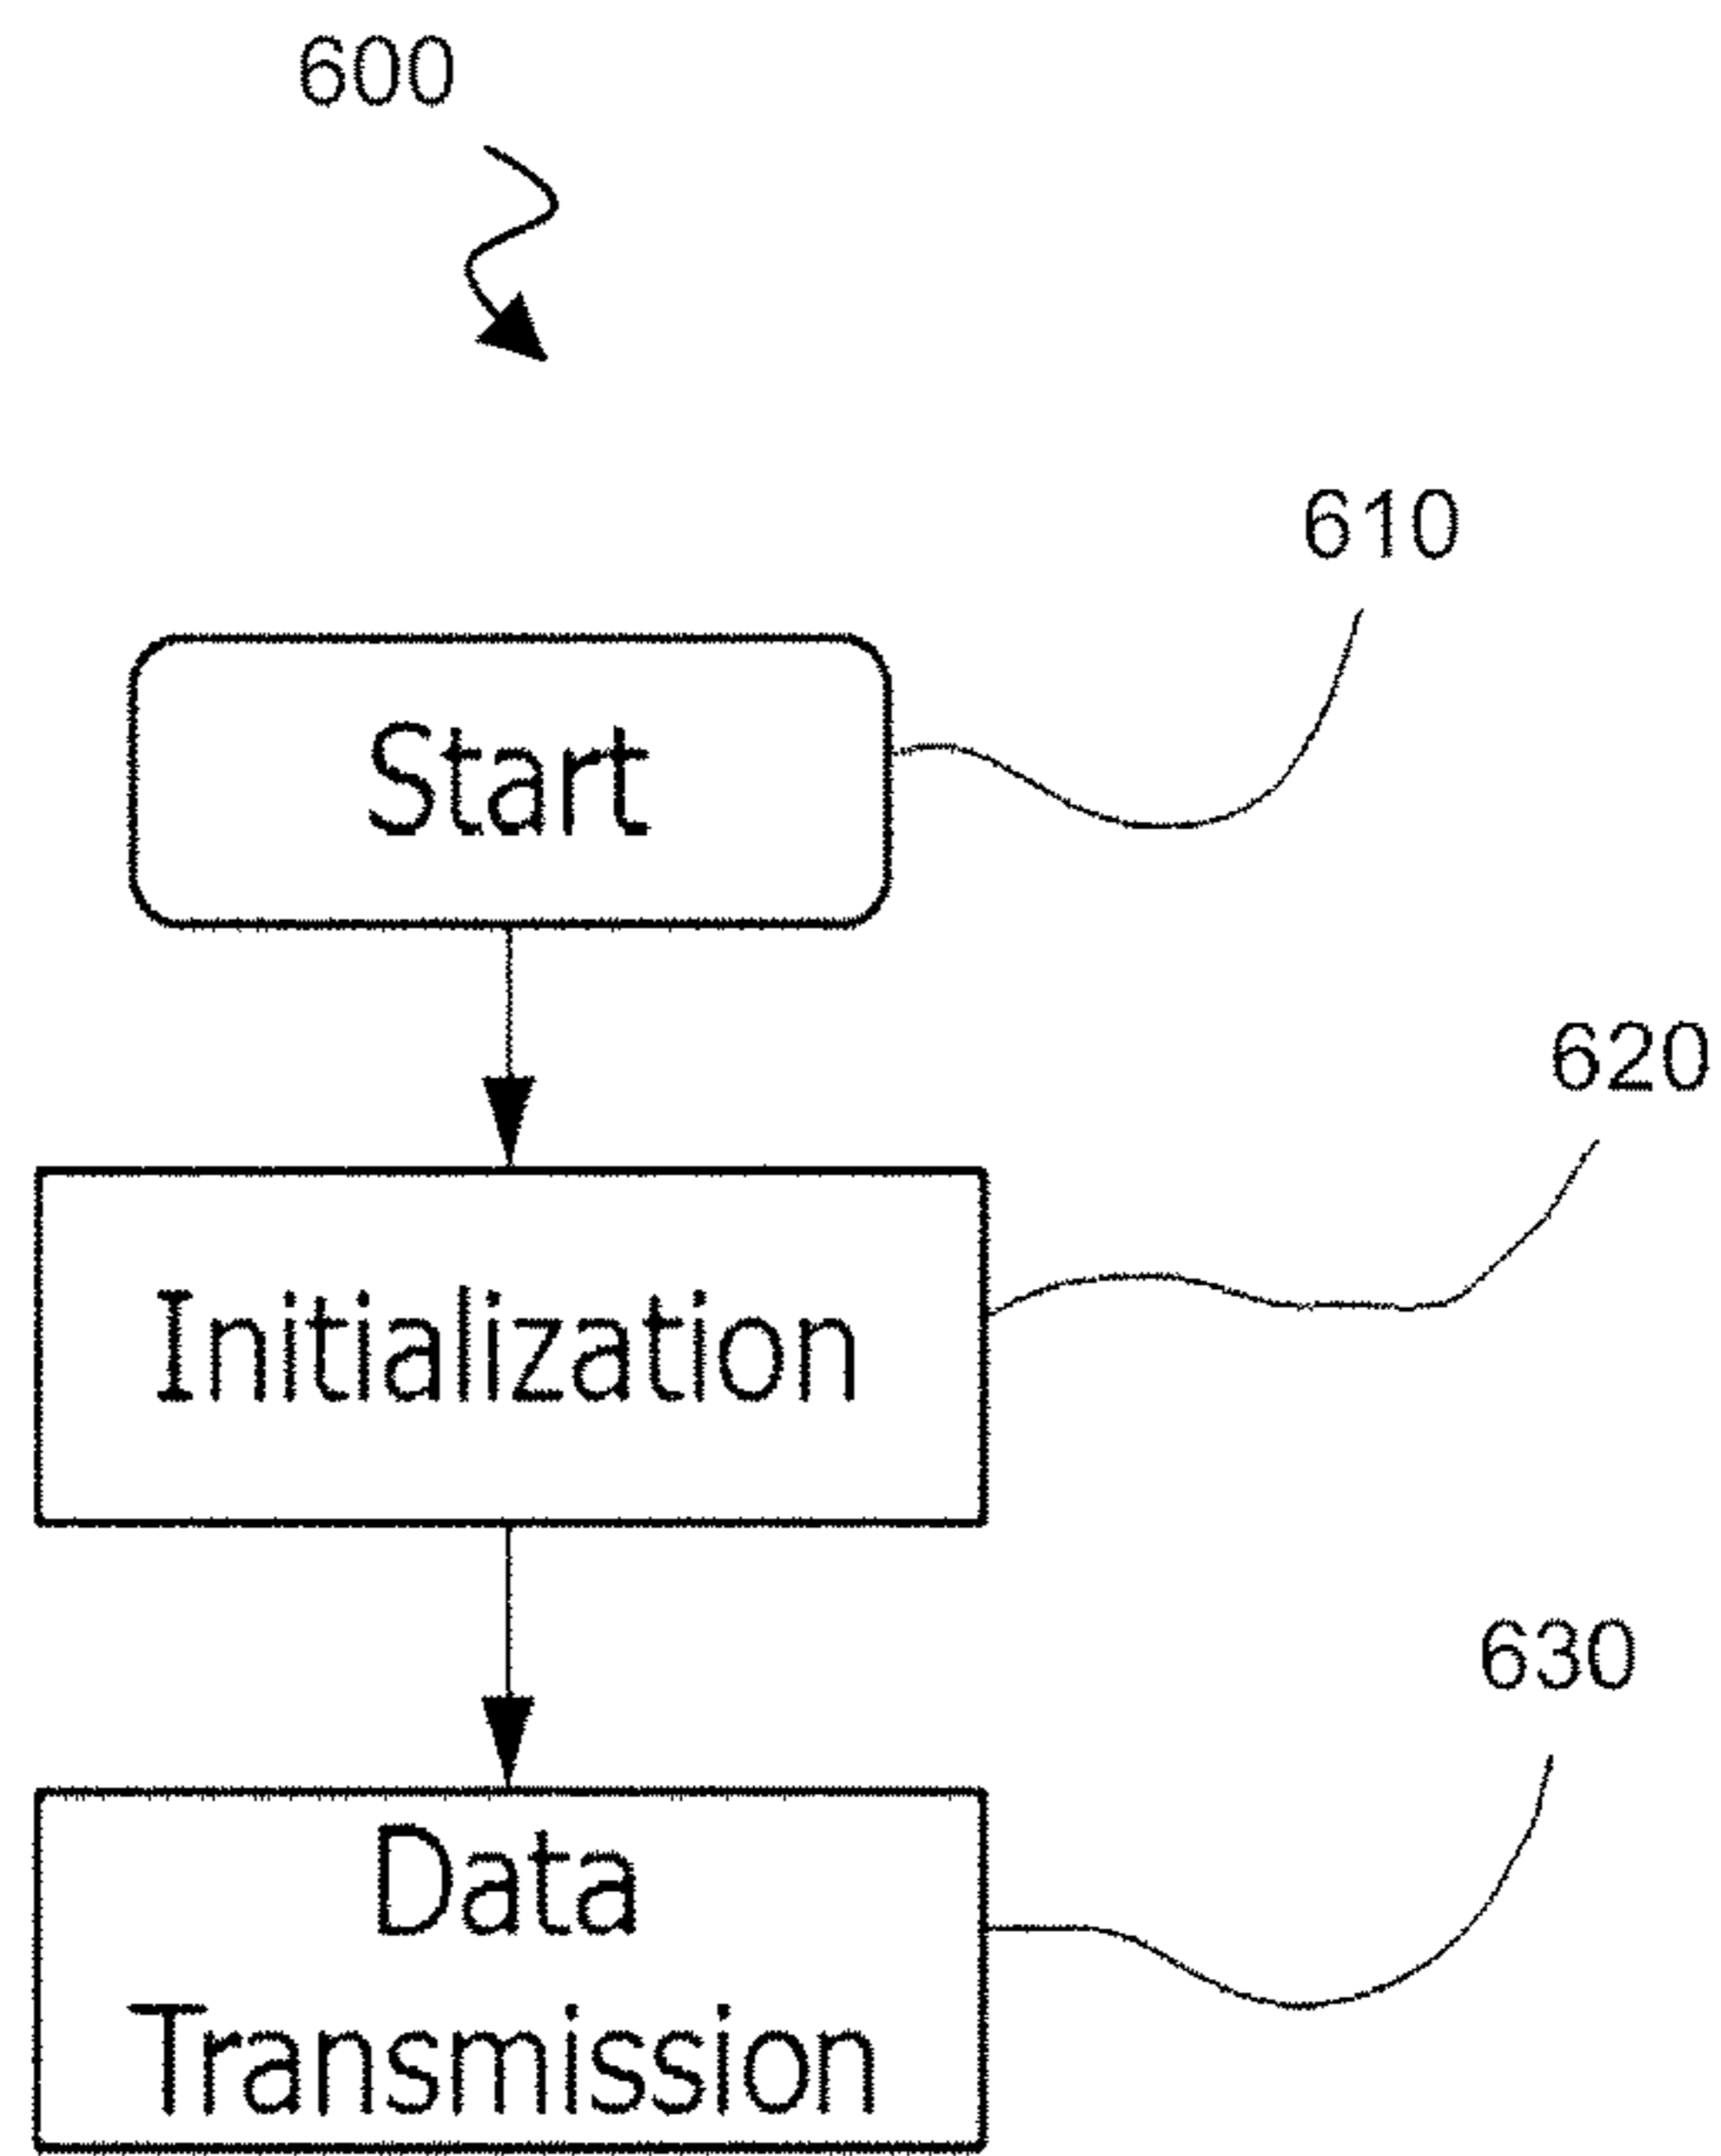 600
610
Start
620
Initialization
630
Data
Transmission